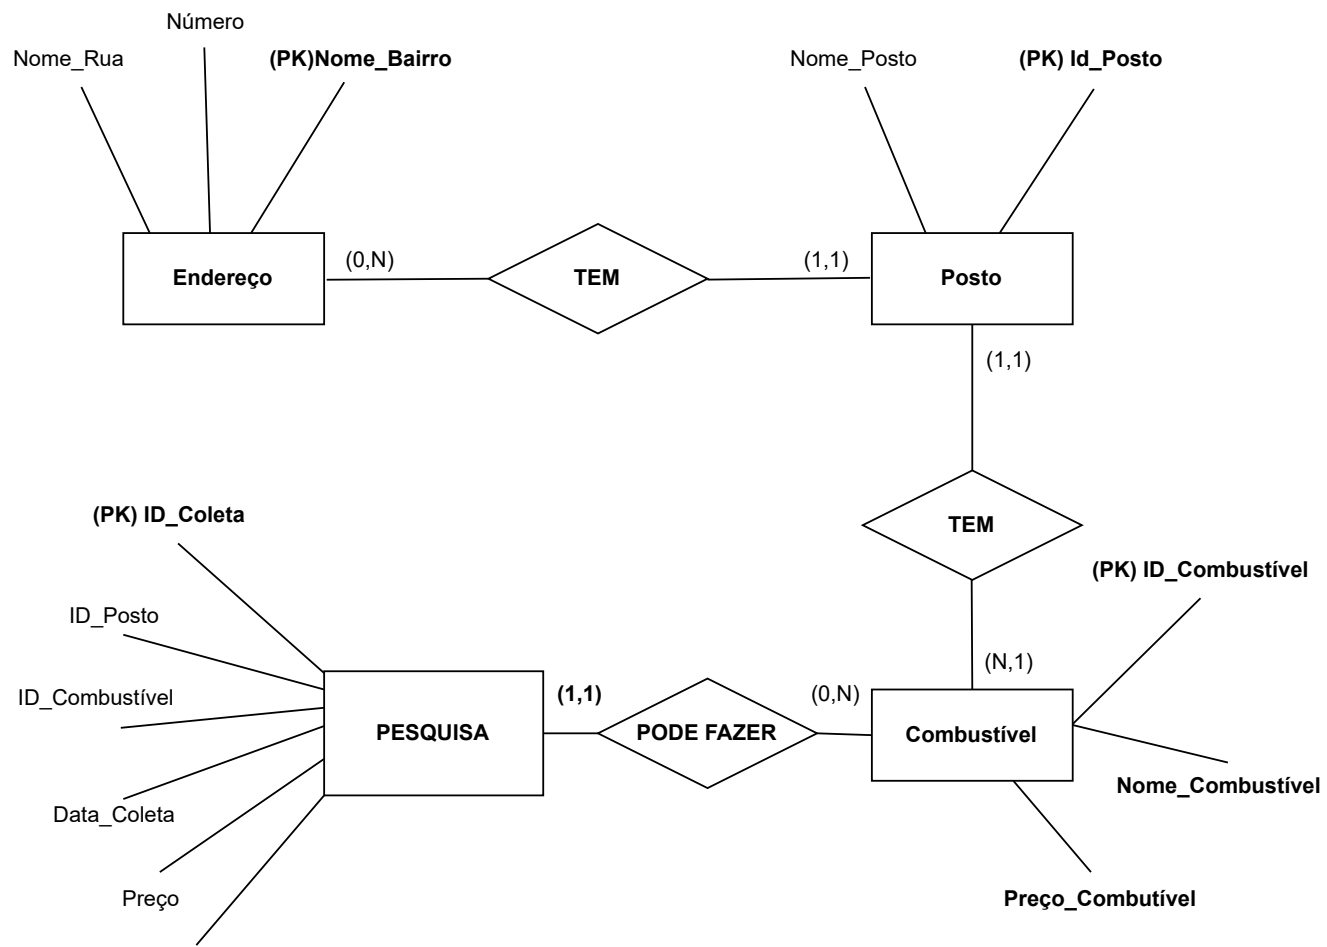 Número
Nome_Rua
(PK)Nome_Bairro
Nome_Posto
(PK) Id_Posto
Endereço
(0,N)
TEM
(1,1)
Posto
(1,1)
TEM
(PK) ID_Coleta
(PK) ID_Combustível
ID_Posto
ID_Combustível
(N,1)
(1,1)
(0,N)
PESQUISA
PODE FAZER
Combustível
Nome_Combustível
Data_Coleta
Preço
Preço_Combutível